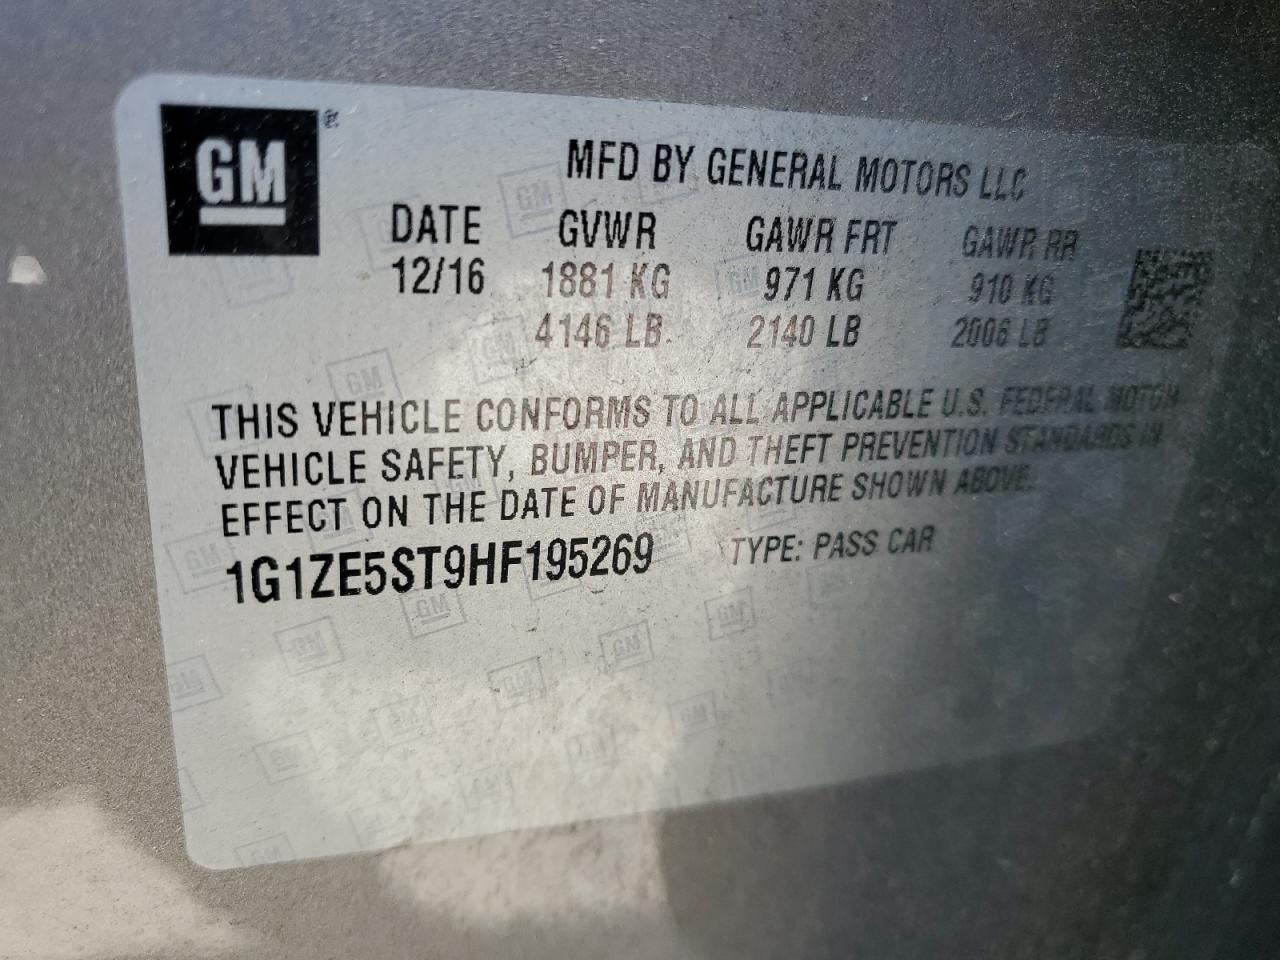 GM ®
MFD BY GENERAL MOTORS LLC
DATE GVWR GAWR FRT GAWR RR
12/16 1881 KG 971 KG 910 KG
4146 LB 2140 LB 2006 LB
THIS VEHICLE CONFORMS TO ALL APPLICABLE U.S. FEDERAL MOTOR
VEHICLE SAFETY, BUMPER, AND THEFT PREVENTION STANDARDS IN
EFFECT ON THE DATE OF MANUFACTURE SHOWN ABOVE.
1G1ZE5ST9HF195269 TYPE: PASS CAR